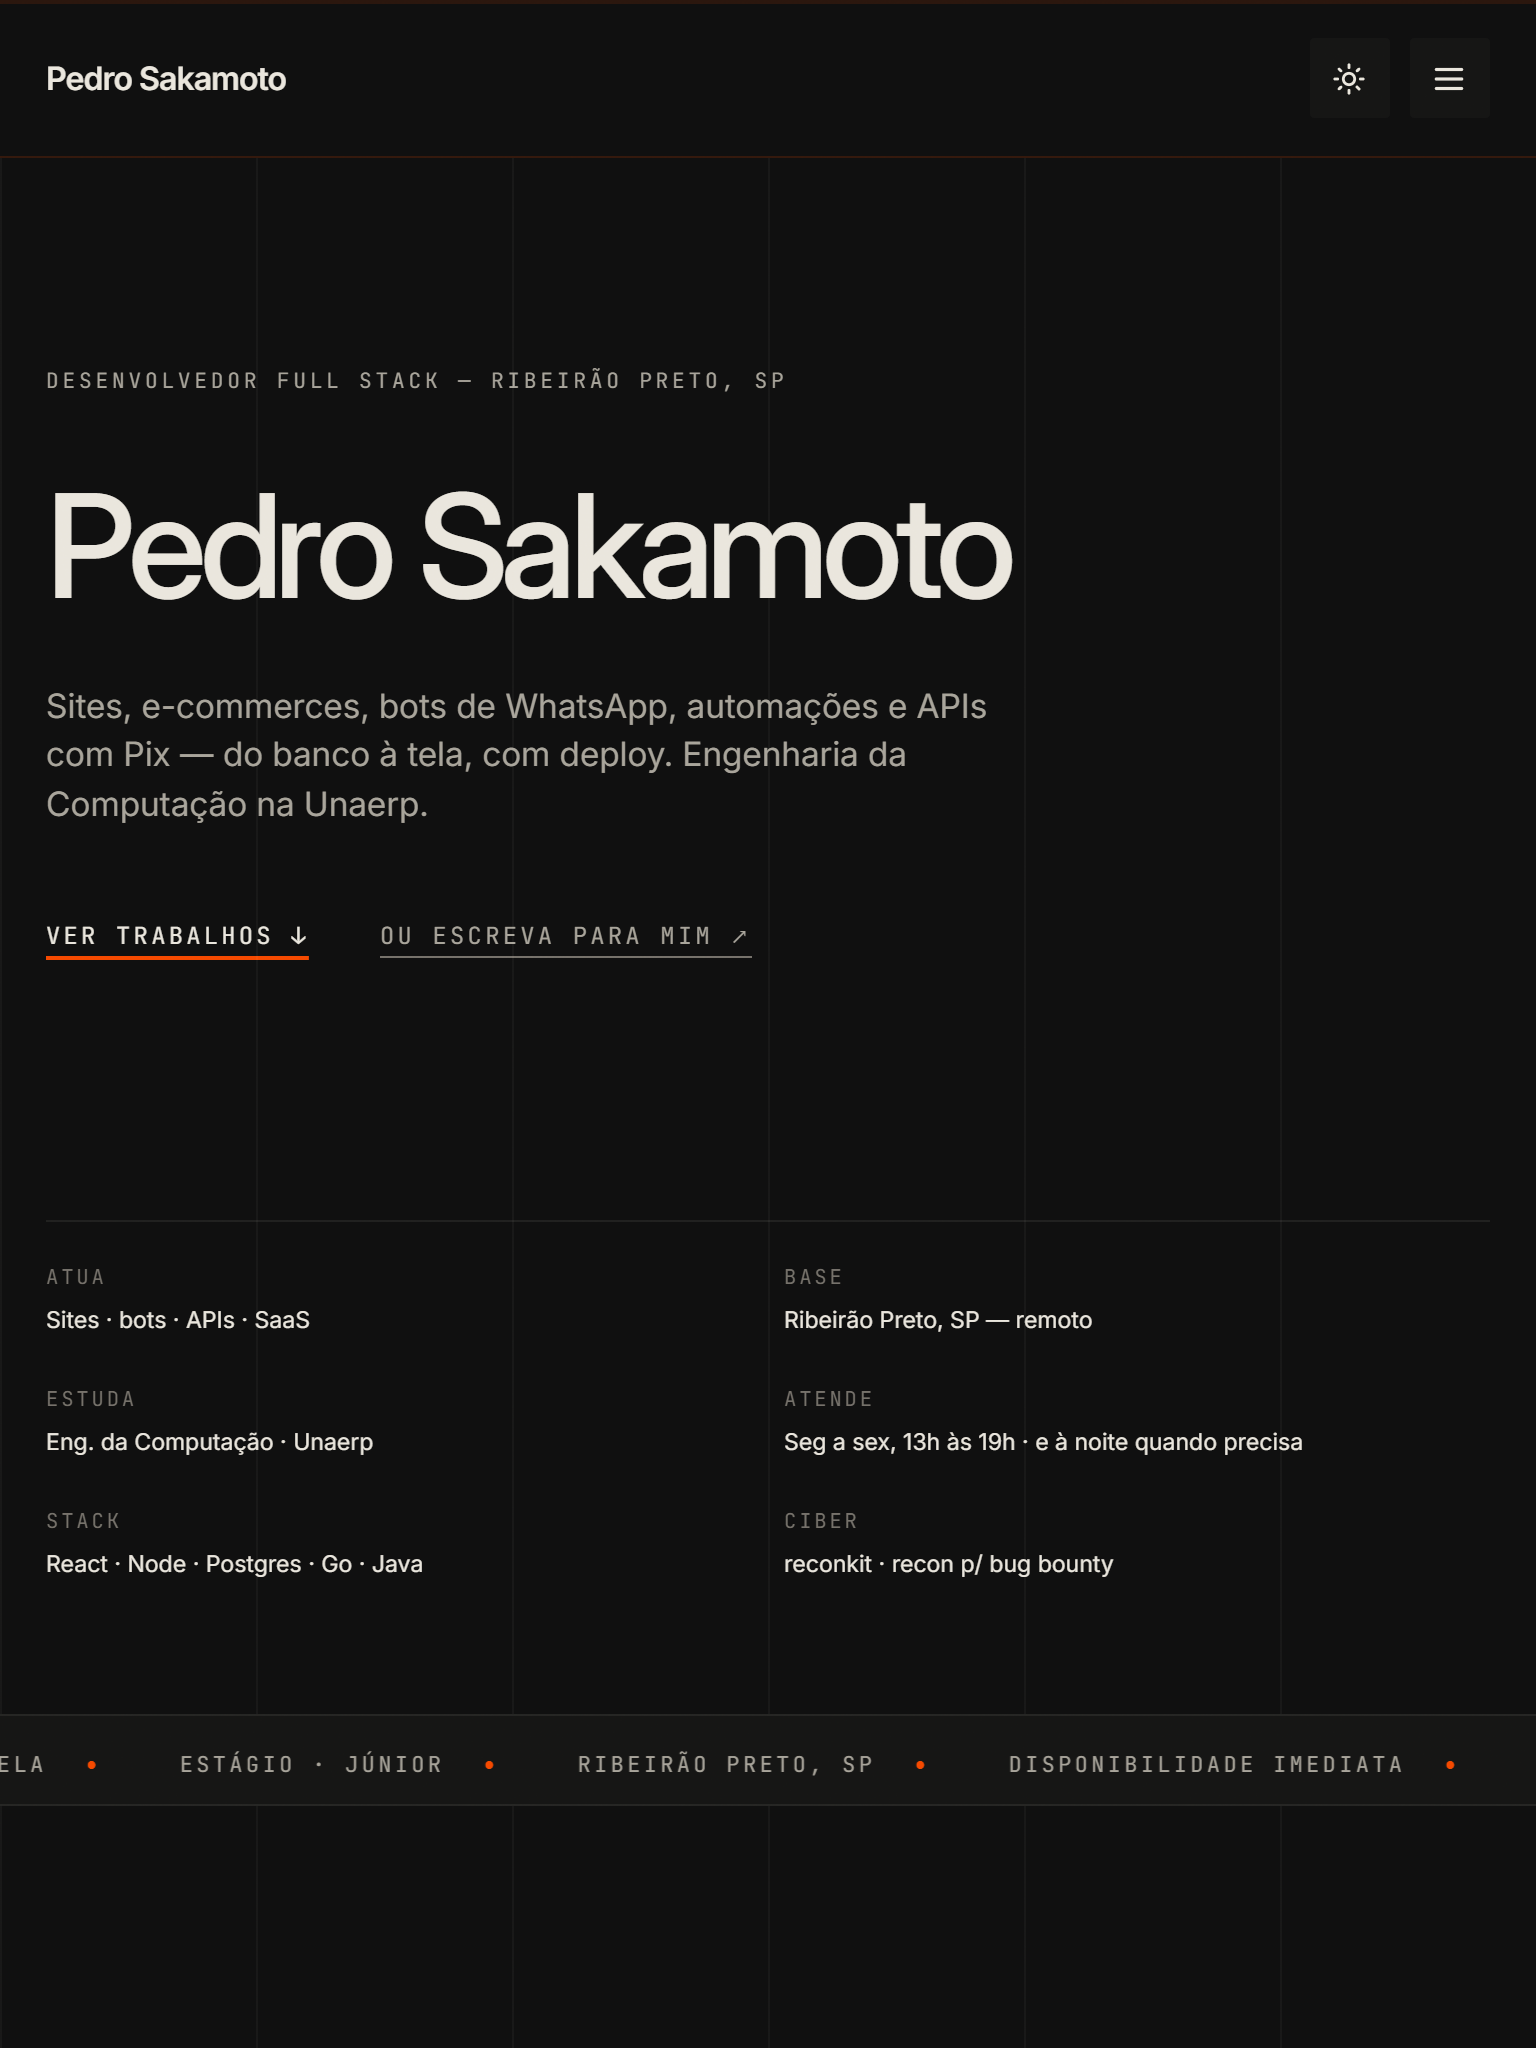 Pedro Sakamoto
DESENVOLVEDOR FULL STACK — RIBEIRÃO PRETO, SP
Pedro Sakamoto
Sites, e-commerces, bots de WhatsApp, automações e APIs
com Pix — do banco à tela, com deploy. Engenharia da
Computação na Unaerp.
VER TRABALHOS ↓
OU ESCREVA PARA MIM ↗
ATUA
Sites · bots · APIs · SaaS
BASE
Ribeirão Preto, SP — remoto
ESTUDA
Eng. da Computação · Unaerp
ATENDE
Seg a sex, 13h às 19h · e à noite quando precisa
STACK
React · Node · Postgres · Go · Java
CIBER
reconkit · recon p/ bug bounty
ELA • ESTÁGIO · JÚNIOR • RIBEIRÃO PRETO, SP • DISPONIBILIDADE IMEDIATA •